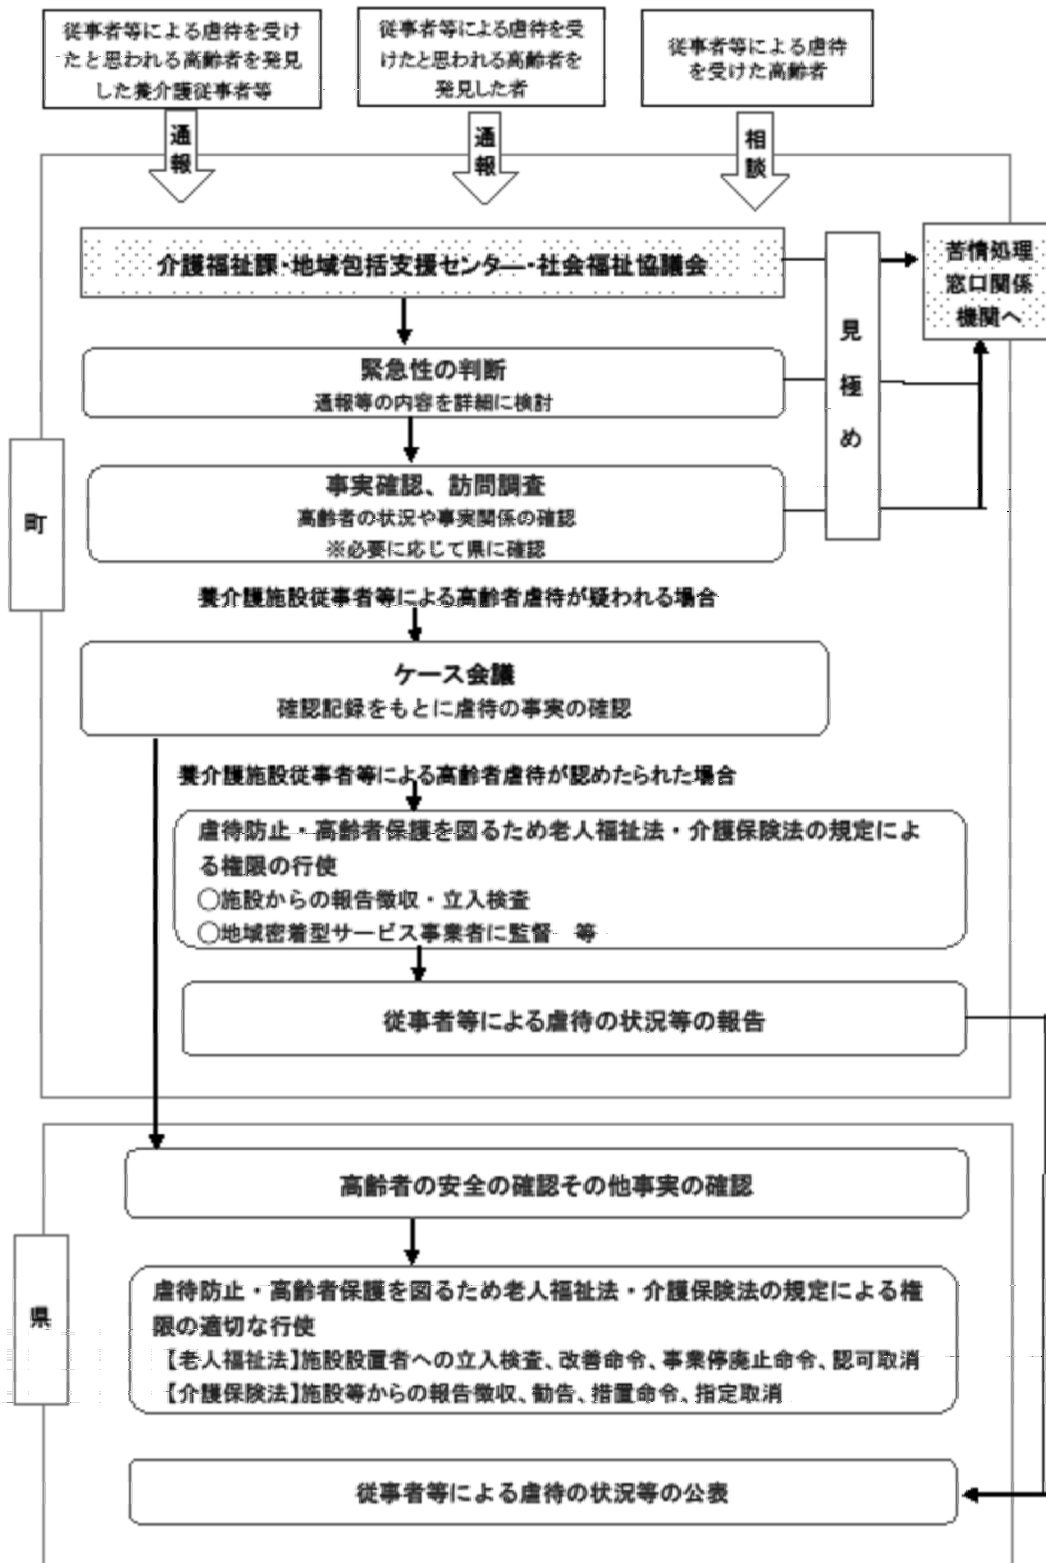 従事者等による虐待を受け
たと思われる高齢者を発見
した養介護従事者等
従事者等による虐待を受
けたと思われる高齢者を
発見した者
従事者等による虐待
を受けた高齢者
通報
通報
相談
介護福祉課・地域包括支援センター・社会福祉協議会
苦情処理
窓口関係
機関へ
見極め
緊急性の判断
通報等の内容を詳細に検討
町
事実確認、訪問調査
高齢者の状況や事実関係の確認
※必要に応じて県に確認
養介護施設従事者等による高齢者虐待が疑われる場合
ケース会議
確認記録をもとに虐待の事実の確認
養介護施設従事者等による高齢者虐待が認めたられた場合
虐待防止・高齢者保護を図るため老人福祉法・介護保険法の規定によ
る権限の行使
○施設からの報告徴収・立入検査
○地域密着型サービス事業者に監督　等
従事者等による虐待の状況等の報告
高齢者の安全の確認その他事実の確認
県
虐待防止・高齢者保護を図るため老人福祉法・介護保険法の規定による権
限の適切な行使
【老人福祉法】施設設置者への立入検査、改善命令、事業停廃止命令、認可取消
【介護保険法】施設等からの報告徴収、勧告、措置命令、指定取消
従事者等による虐待の状況等の公表